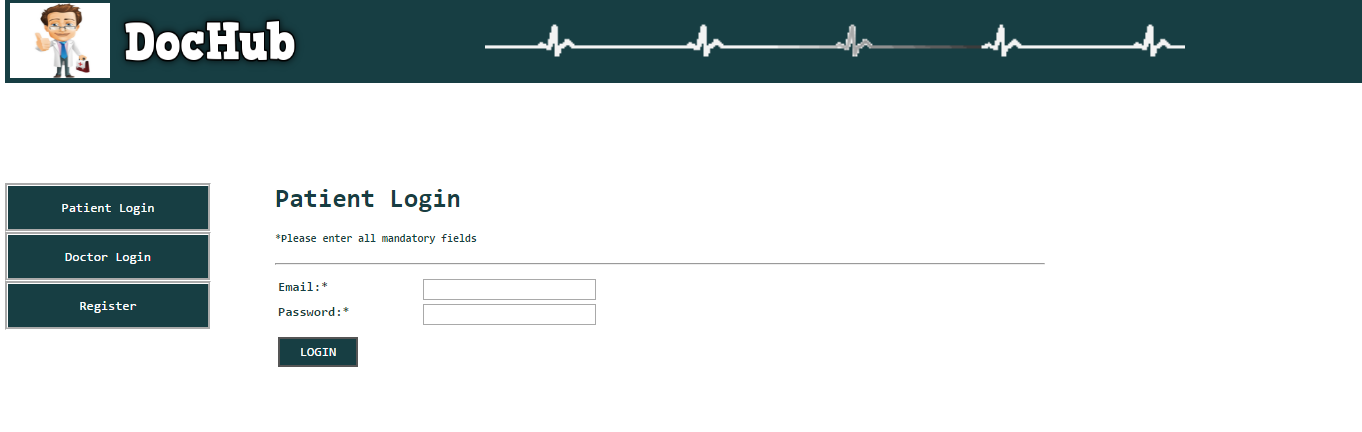 DocHub
Patient Login
Doctor Login
Register
Patient Login
*Please enter all mandatory fields
Email:*
Password:*
LOGIN